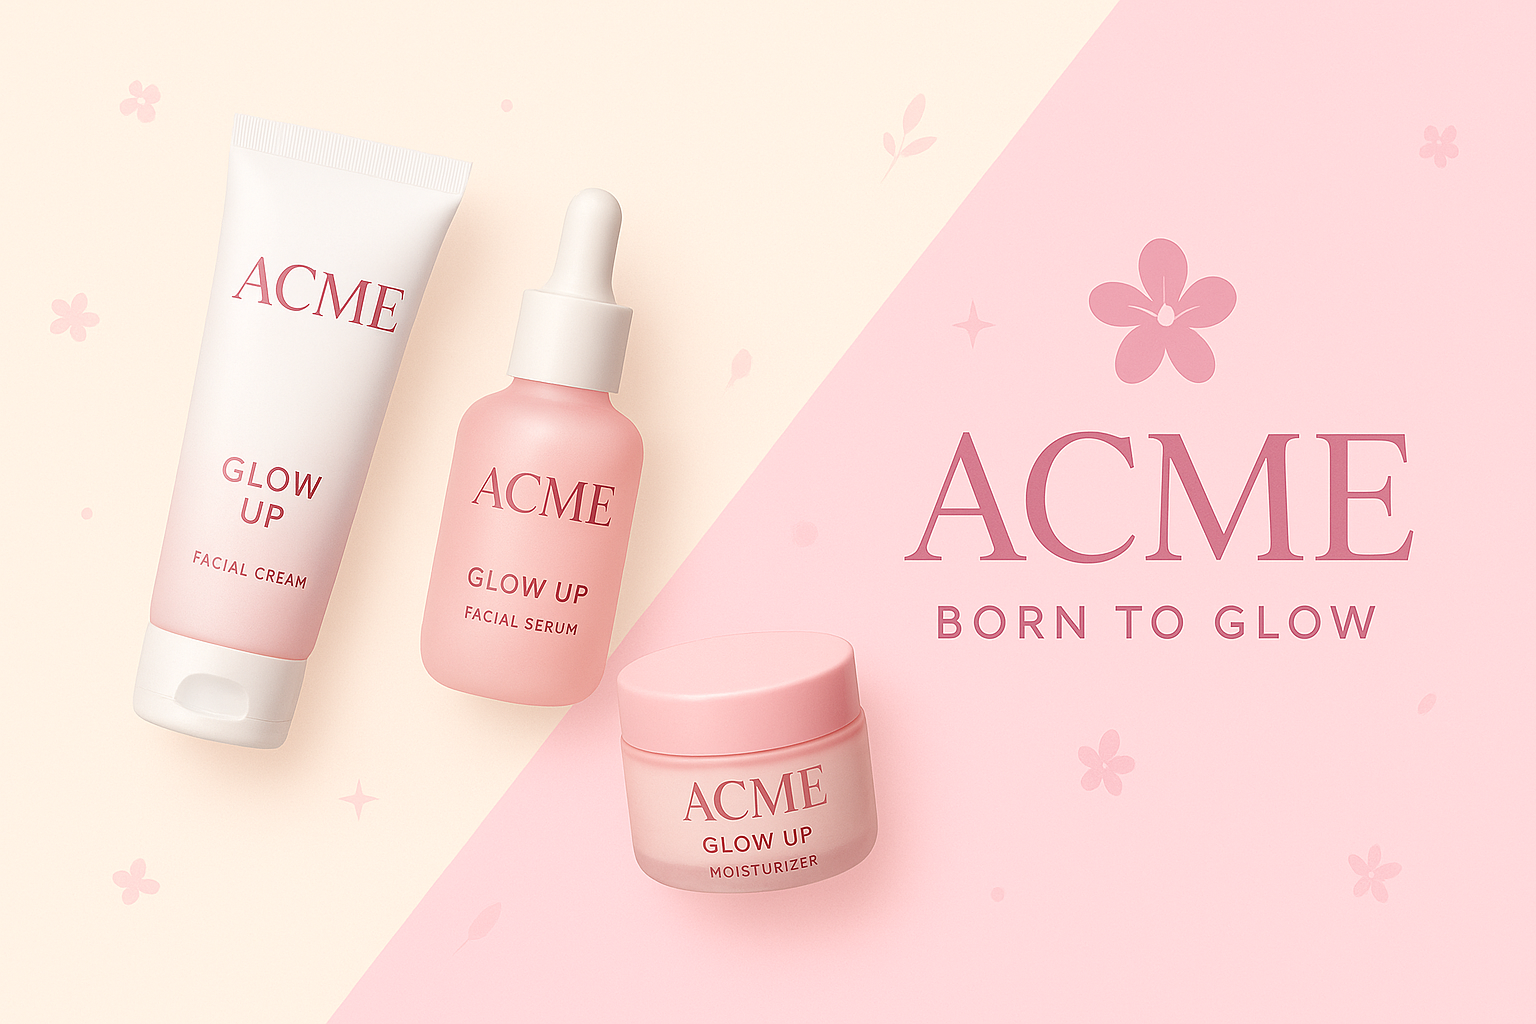 ACME
GLOW
UP
FACIAL CREAM
ACME
GLOW UP
FACIAL SERUM
ACME
GLOW UP
MOISTURIZER
ACME
BORN TO GLOW